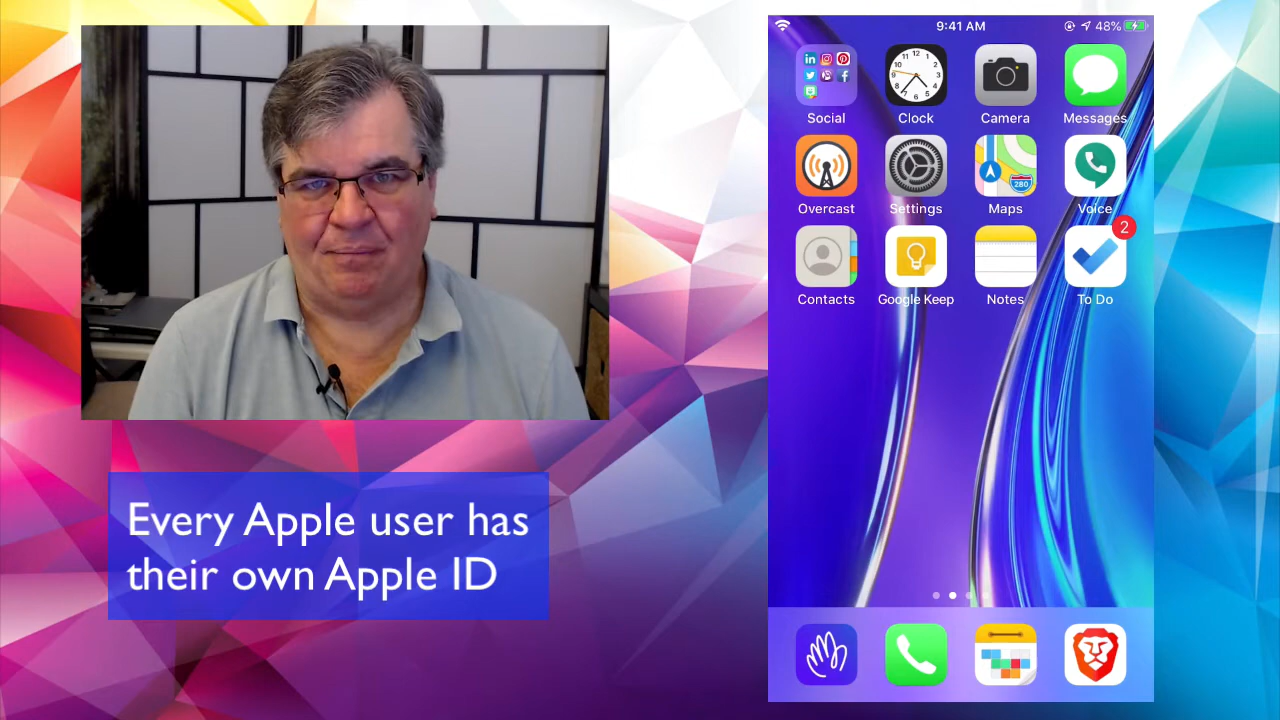 9:41 AM
48%
Social
Clock
Camera
Messages
Overcast
Settings
Maps
280
Voice
Contacts
Google Keep
Notes
2
To Do
Every Apple user has
their own Apple ID